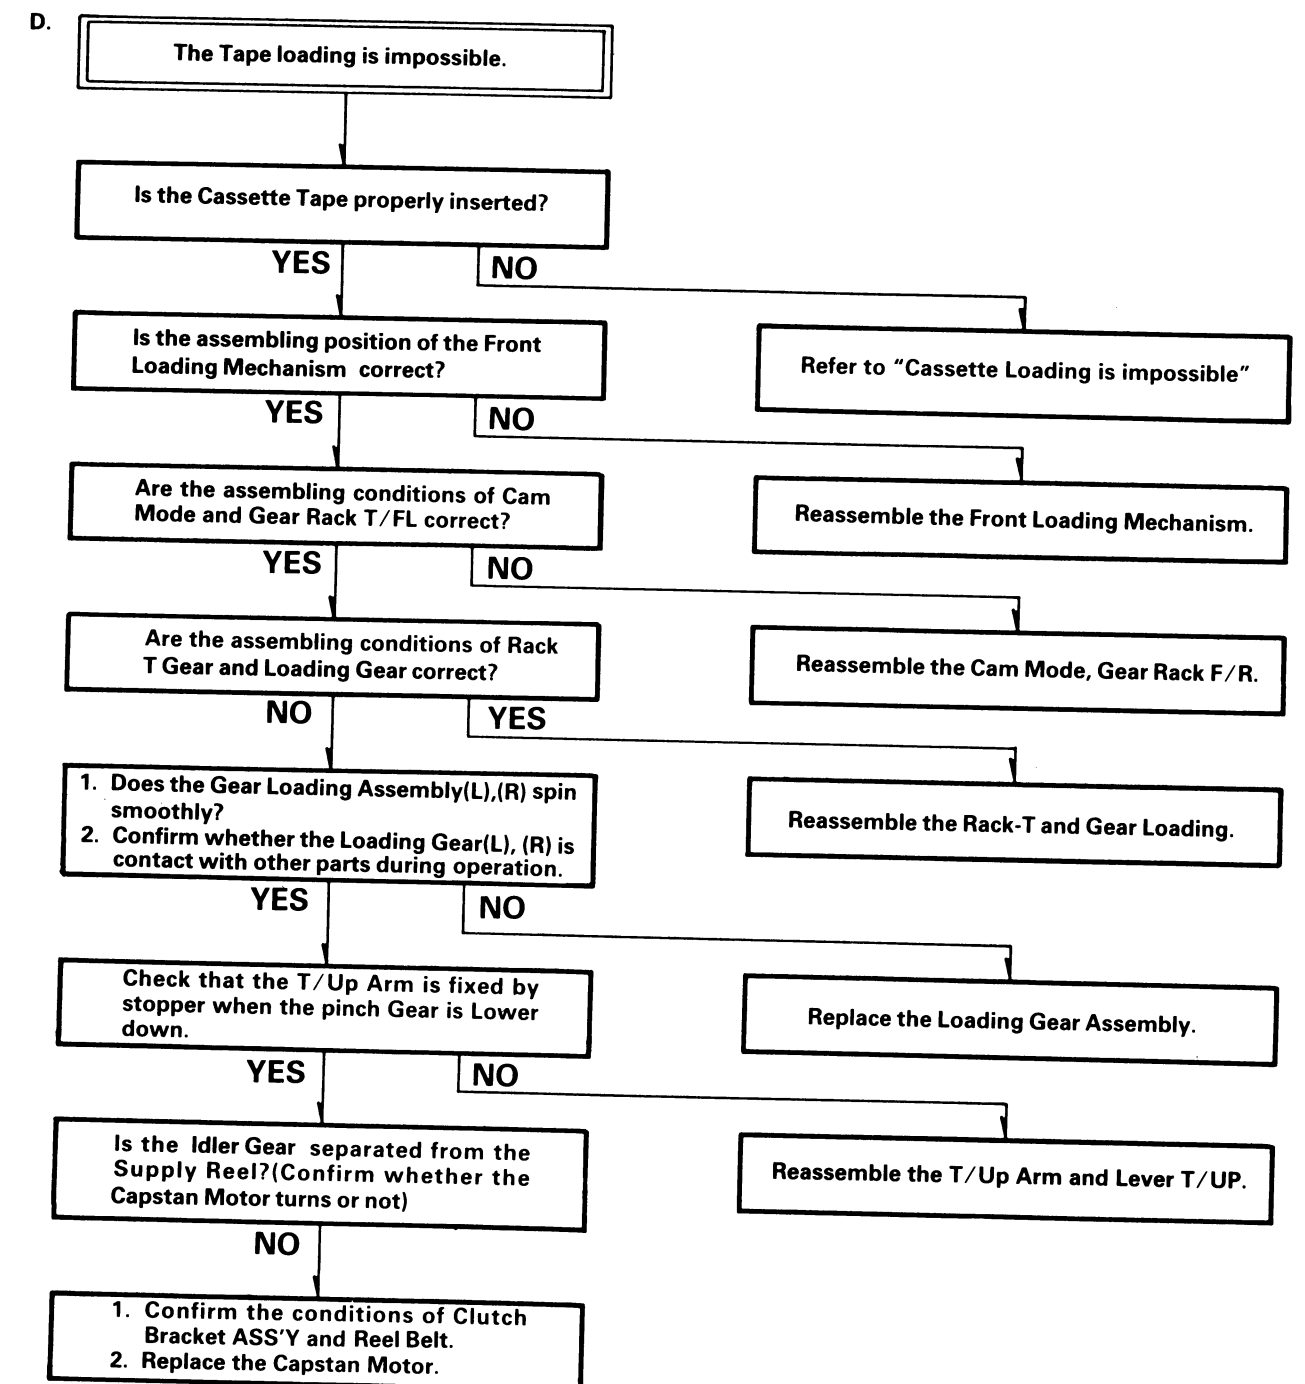 D.
The Tape loading is impossible.
Is the Cassette Tape properly inserted?
YES
NO
Is the assembling position of the Front
Loading Mechanism correct?
Refer to "Cassette Loading is impossible"
YES
NO
Are the assembling conditions of Cam
Mode and Gear Rack T/FL correct?
Reassemble the Front Loading Mechanism.
YES
NO
Are the assembling conditions of Rack
T Gear and Loading Gear correct?
Reassemble the Cam Mode, Gear Rack F/R.
NO
YES
1. Does the Gear Loading Assembly(L),(R) spin
smoothly?
2. Confirm whether the Loading Gear(L), (R) is
contact with other parts during operation.
Reassemble the Rack-T and Gear Loading.
YES
NO
Check that the T/Up Arm is fixed by
stopper when the pinch Gear is Lower
down.
Replace the Loading Gear Assembly.
YES
NO
Is the Idler Gear separated from the
Supply Reel?(Confirm whether the
Capstan Motor turns or not)
Reassemble the T/Up Arm and Lever T/UP.
NO
1. Confirm the conditions of Clutch
Bracket ASS'Y and Reel Belt.
2. Replace the Capstan Motor.